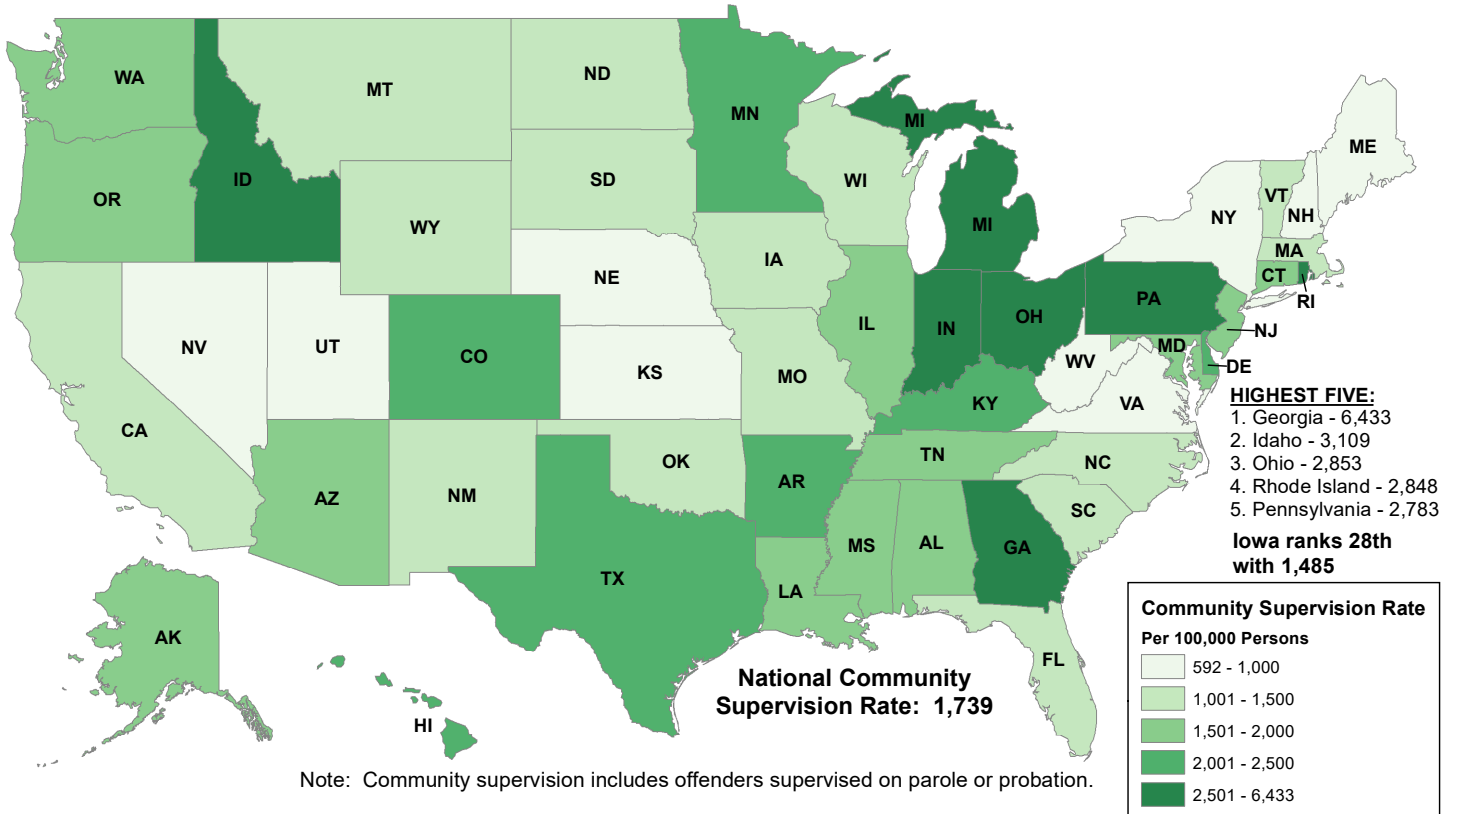 WA
MT
ND
MN
MI
ME
ID
SD
WI
OR
VT
NH
NY
WY
MI
MA
IA
CT
NE
RI
PA
OH
IL
IN
NJ
NV
UT
CO
MD
WV
DE
KS
MO
KY
VA
CA
TN
NC
OK
AR
AZ
NM
SC
MS
AL
GA
TX
LA
AK
FL
HI
HIGHEST FIVE:
1. Georgia - 6,433
2. Idaho - 3,109
3. Ohio - 2,853
4. Rhode Island - 2,848
5. Pennsylvania - 2,783
Iowa ranks 28th
with 1,485
Community Supervision Rate
Per 100,000 Persons
592 - 1,000
1,001 - 1,500
1,501 - 2,000
2,001 - 2,500
2,501 - 6,433
National Community
Supervision Rate: 1,739
Note: Community supervision includes offenders supervised on parole or probation.